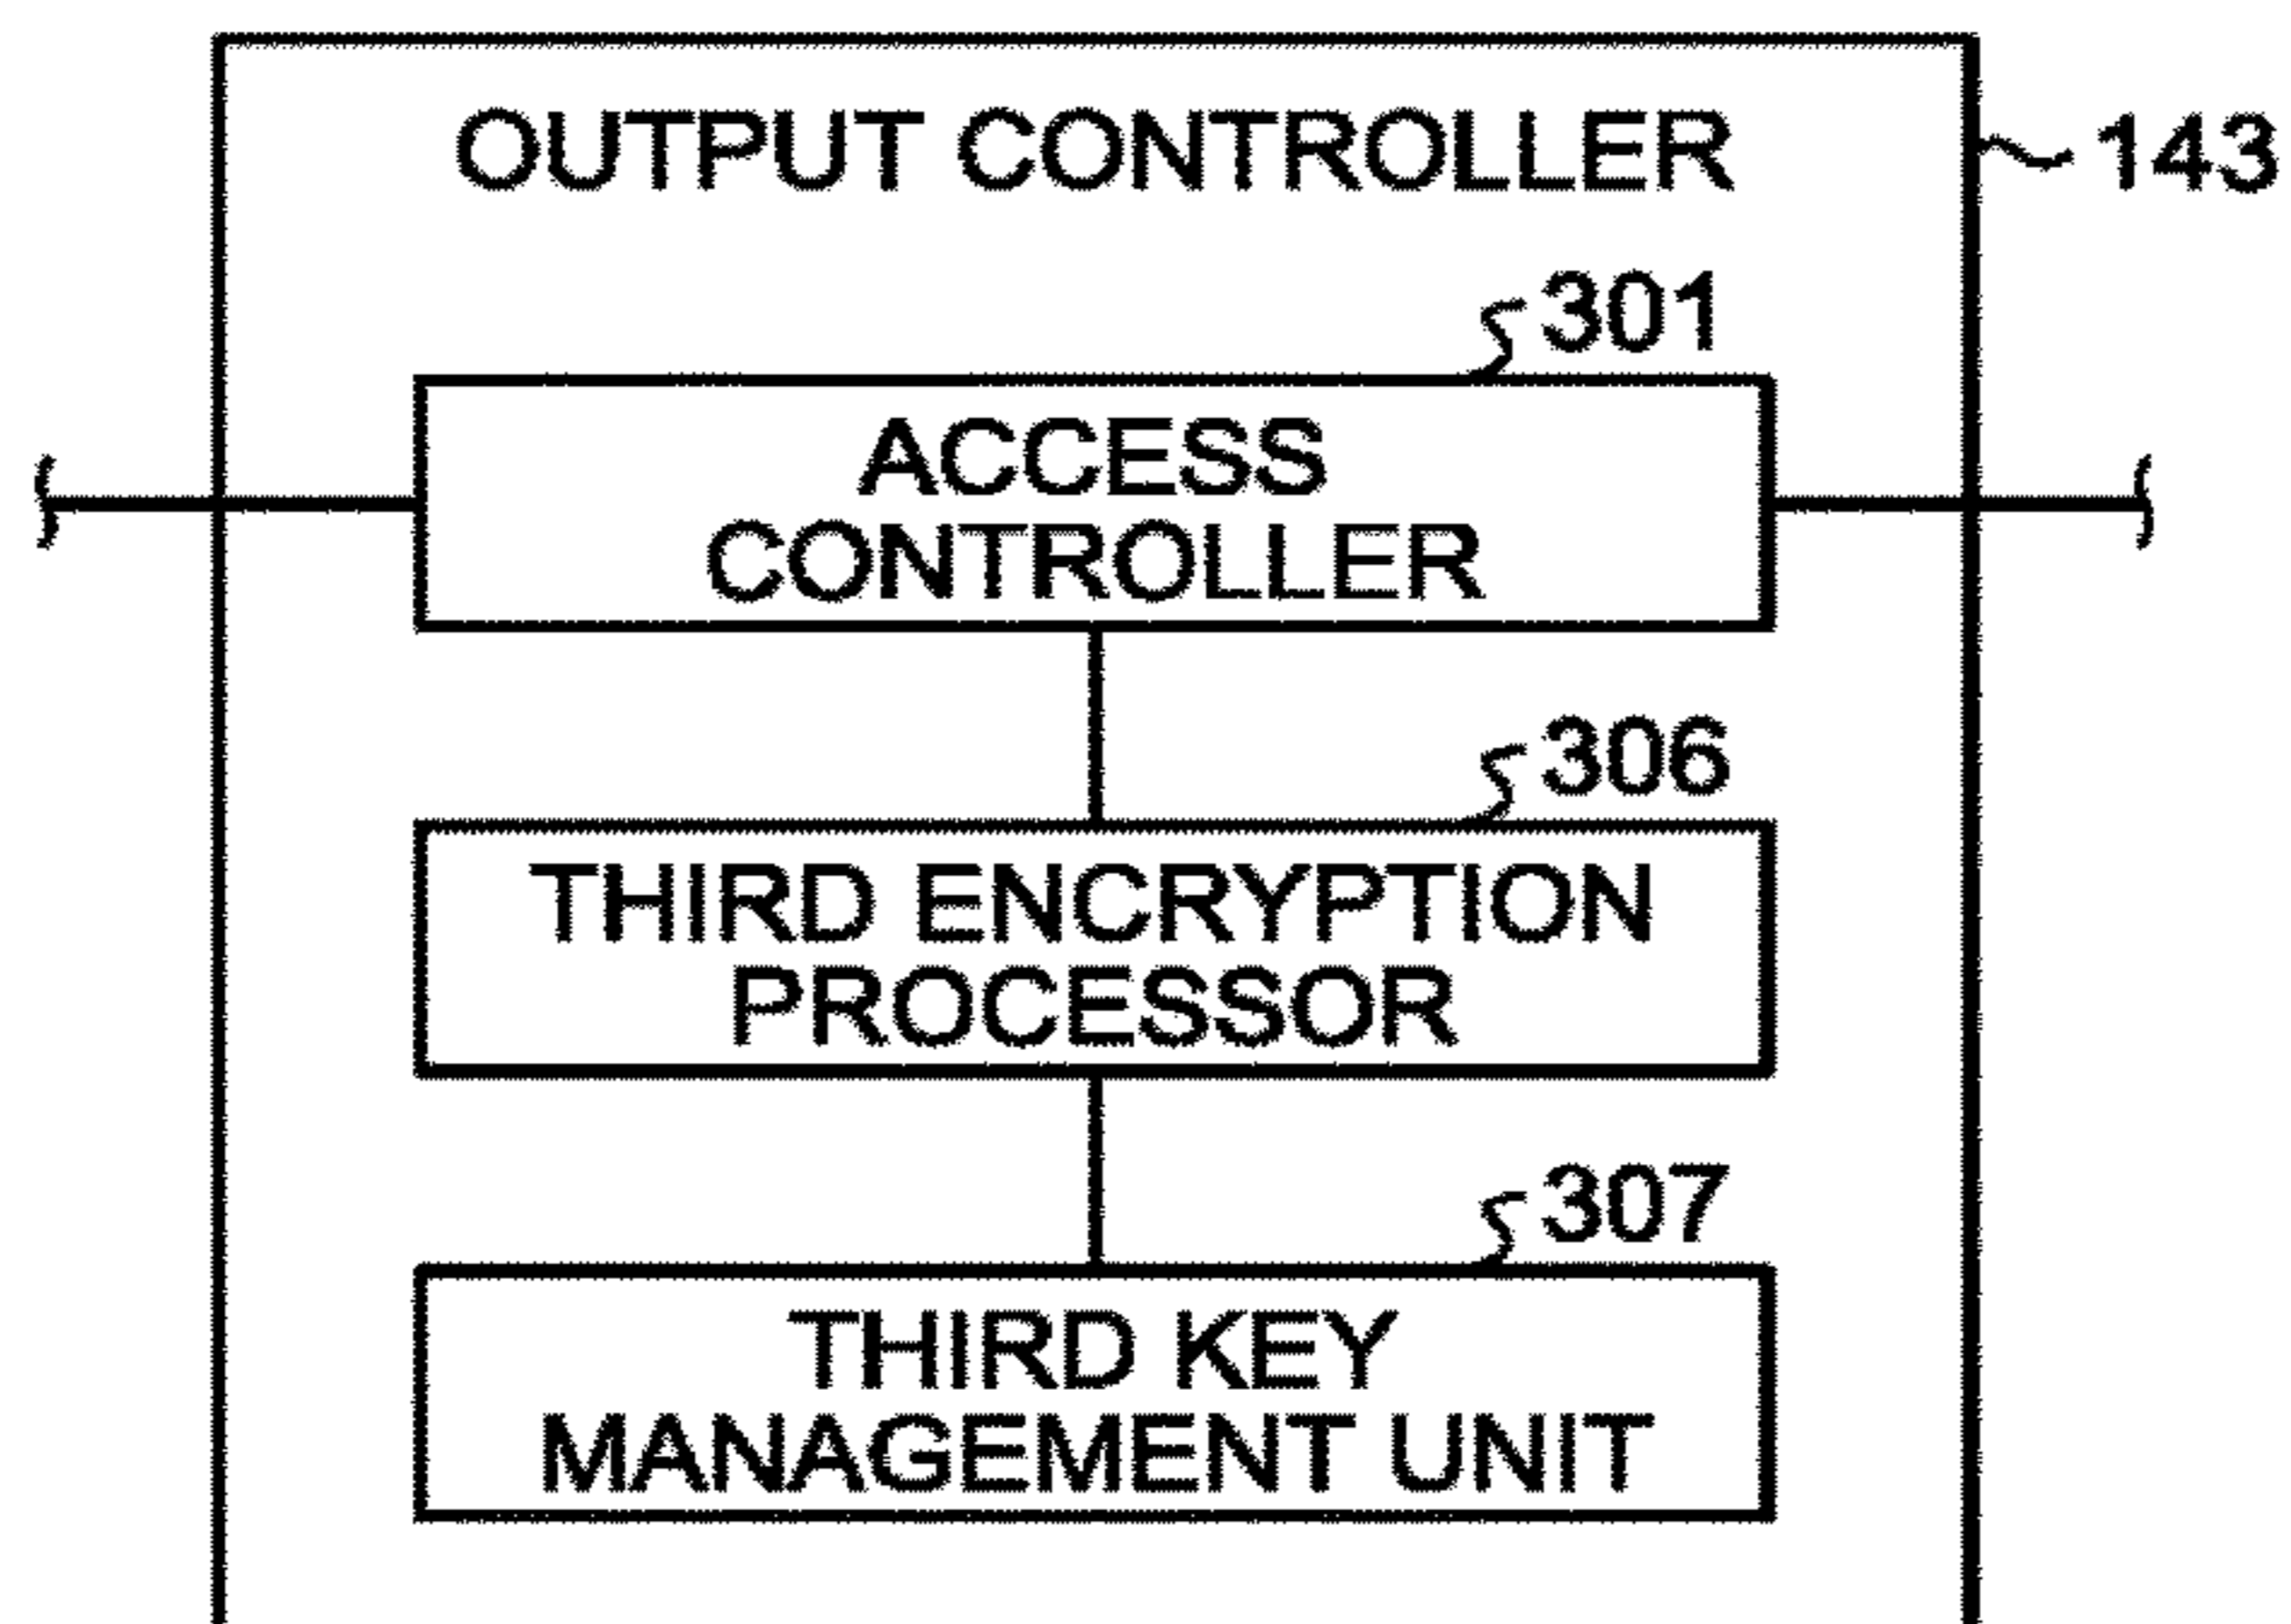 OUTPUT CONTROLLER
143
301
ACCESS
CONTROLLER
306
THIRD ENCRYPTION
PROCESSOR
307
THIRD KEY
MANAGEMENT UNIT